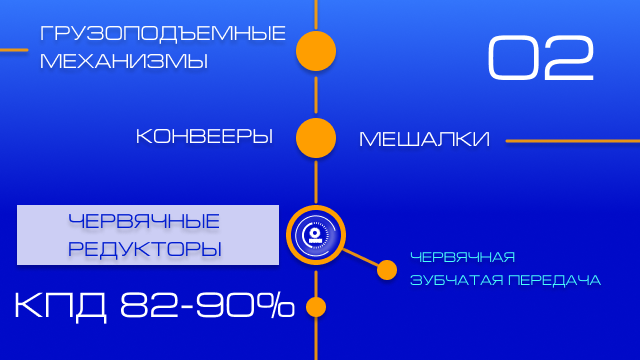 ГРУЗОПОДЪЕМНЫЕ
МЕХАНИЗМЫ
02
КОНВЕЕРЫ
МЕШАЛКИ
ЧЕРВЯЧНЫЕ
РЕДУКТОРЫ
ЧЕРВЯЧНАЯ
ЗУБЧАТАЯ ПЕРЕДАЧА
КПД 82-90%